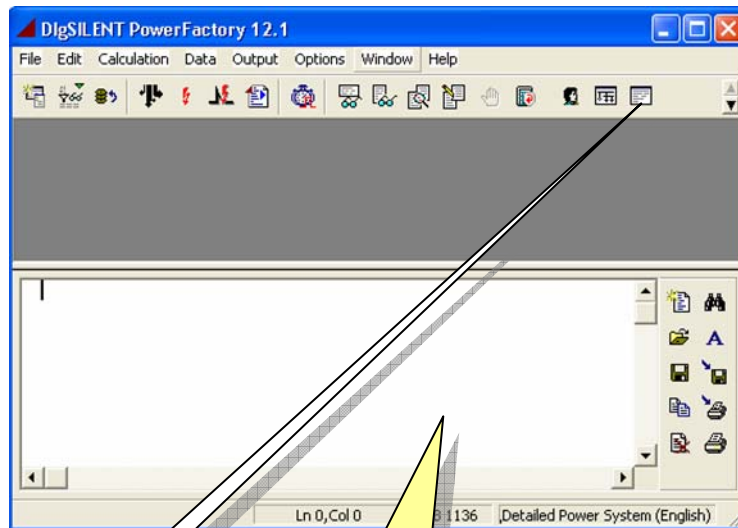 DIgSILENT PowerFactory 12.1
File Edit Calculation Data Output Options Window Help
Ln 0,Col 0 1136 Detailed Power System (English)